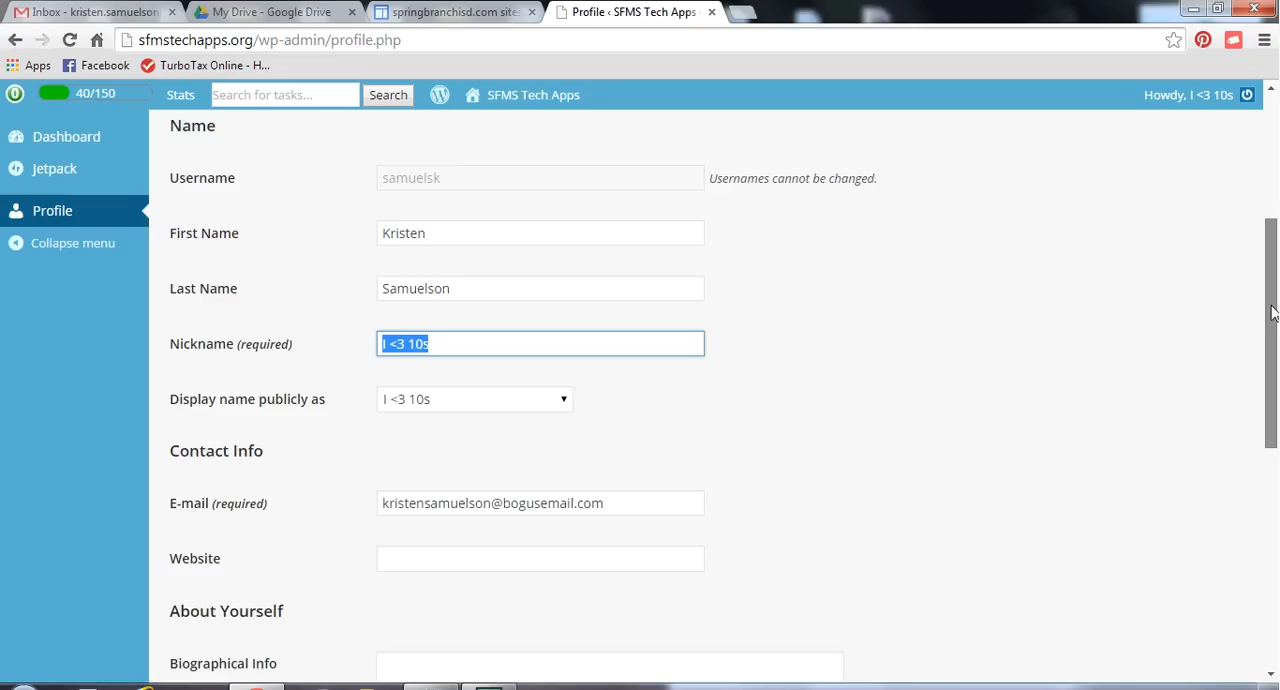 Inbox - kristen.samuelson
My Drive - Google Drive
springbranchisd.com site
Profile ‹ SFMS Tech Apps
sfmstechapps.org/wp-admin/profile.php
Apps
Facebook
TurboTax Online - H...
0
40/150
Stats
Search for tasks...
Search
SFMS Tech Apps
Howdy, I <3 10s
Dashboard
Jetpack
Profile
Collapse menu
Name
Username
samuelsk
Usernames cannot be changed.
First Name
Kristen
Last Name
Samuelson
Nickname (required)
I <3 10s
Display name publicly as
I <3 10s
Contact Info
E-mail (required)
kristensamuelson@bogusemail.com
Website
About Yourself
Biographical Info